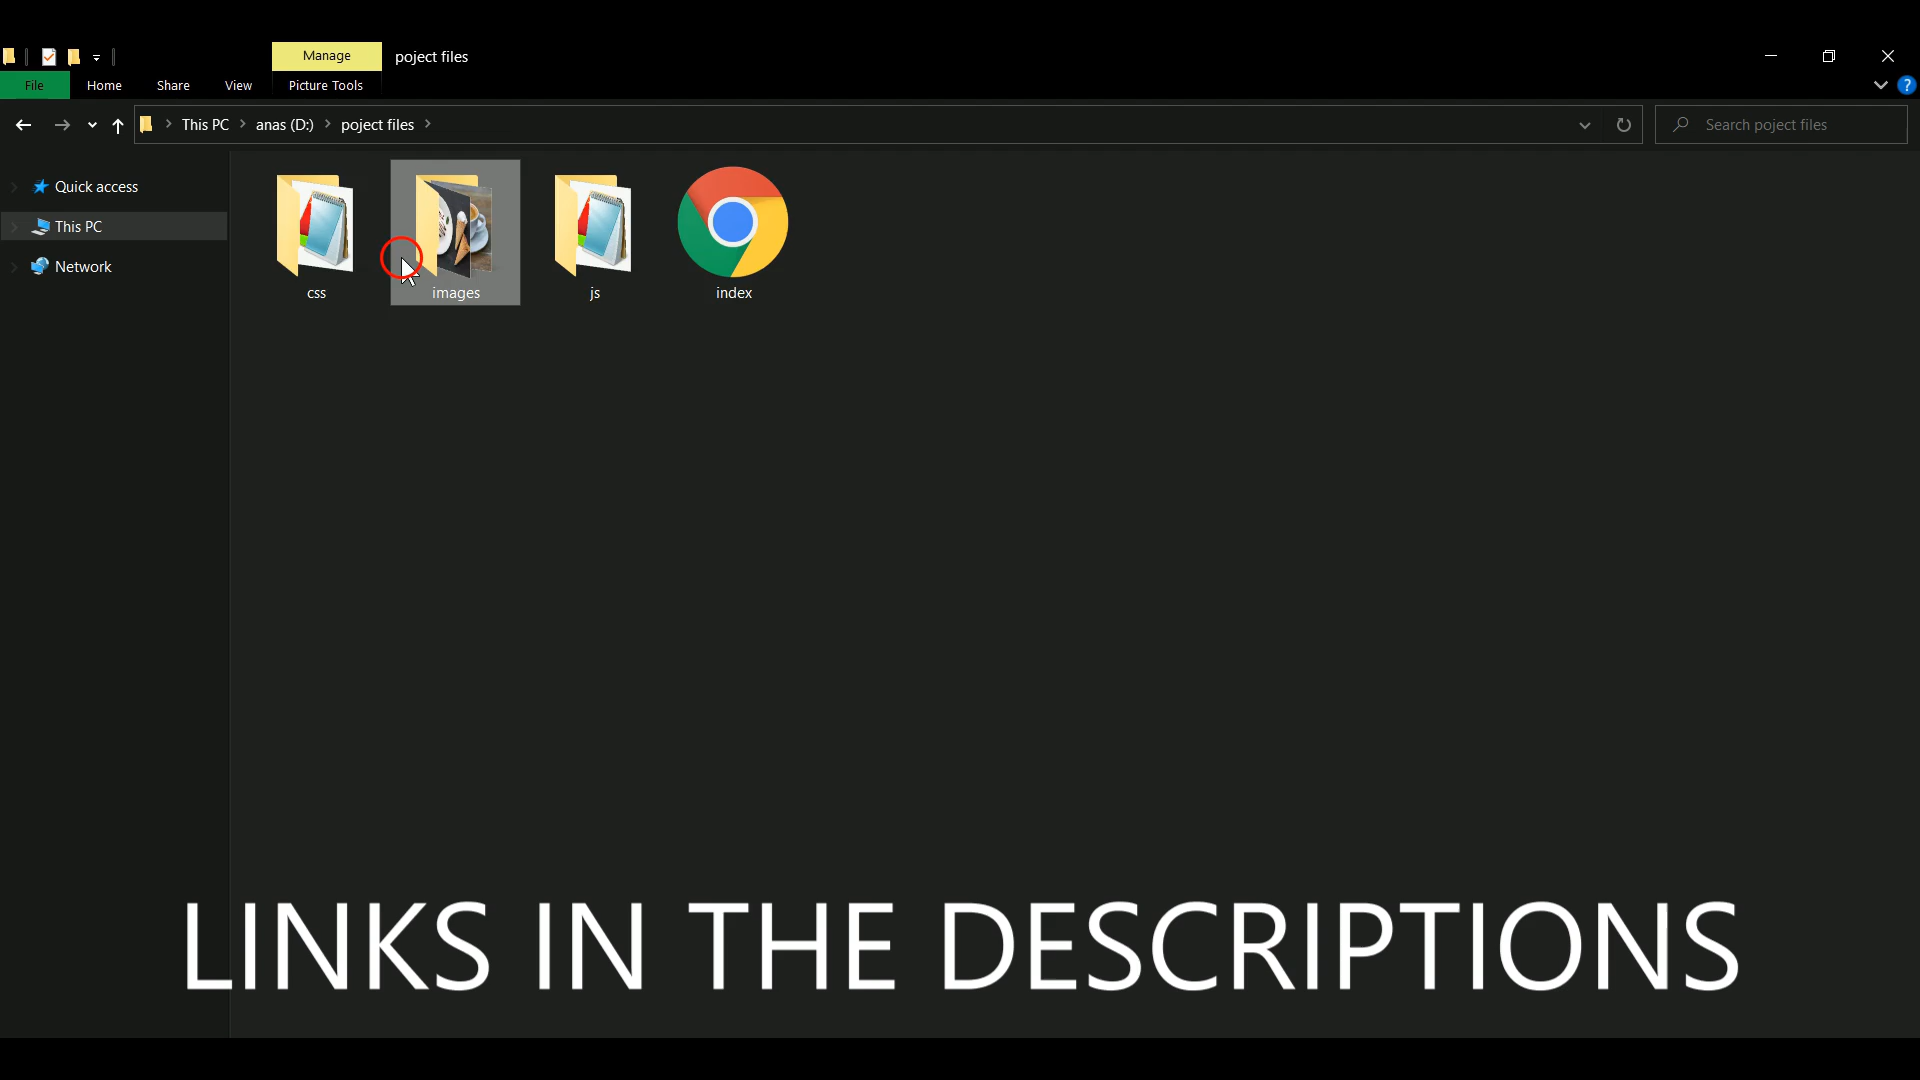 Manage
poject files
File
Home
Share
View
Picture Tools
This PC
anas (D:)
poject files
Search poject files
Quick access
This PC
Network
css
images
js
index
LINKS IN THE DESCRIPTIONS